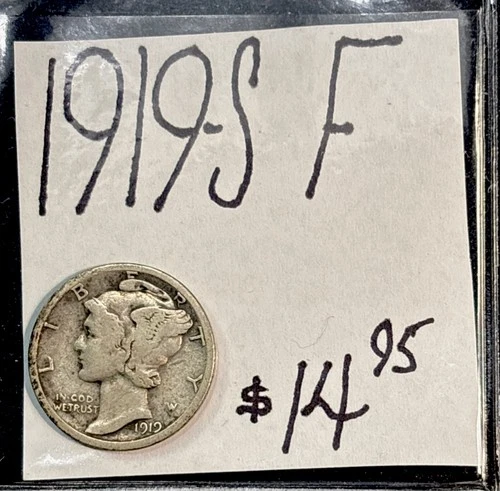 1919-S F
LIBERTY
IN GOD
WE TRUST
1919
$14.95